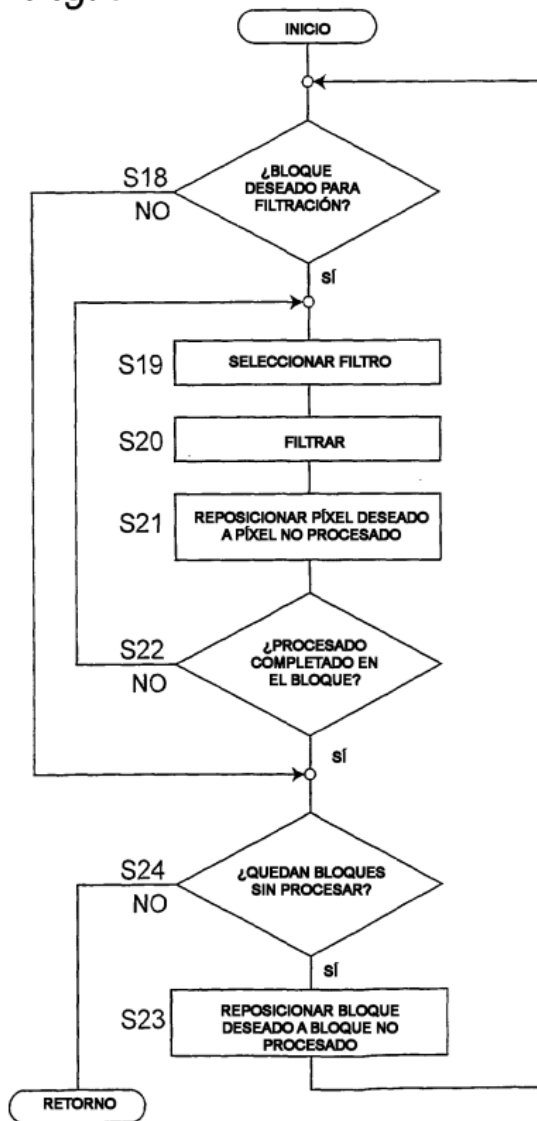 INICIO
¿BLOQUE
DESEADO PARA
FILTRACIÓN?
S18
NO
SÍ
S19
SELECCIONAR FILTRO
S20
FILTRAR
S21
REPOSICIONAR PÍXEL DESEADO
A PÍXEL NO PROCESADO
S22
NO
¿PROCESADO
COMPLETADO EN
EL BLOQUE?
SÍ
S24
NO
¿QUEDAN BLOQUES
SIN PROCESAR?
SÍ
S23
REPOSICIONAR BLOQUE
DESEADO A BLOQUE NO
PROCESADO
RETORNO